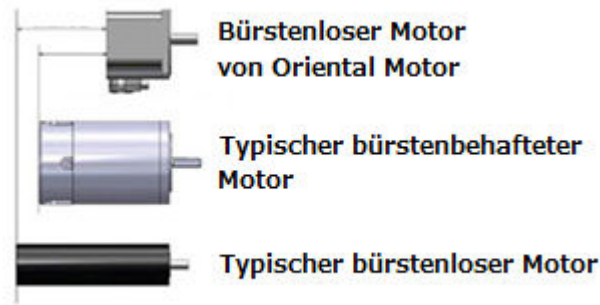 Bürstenloser Motor
von Oriental Motor
Typischer bürstenbehafteter
Motor
Typischer bürstenloser Motor